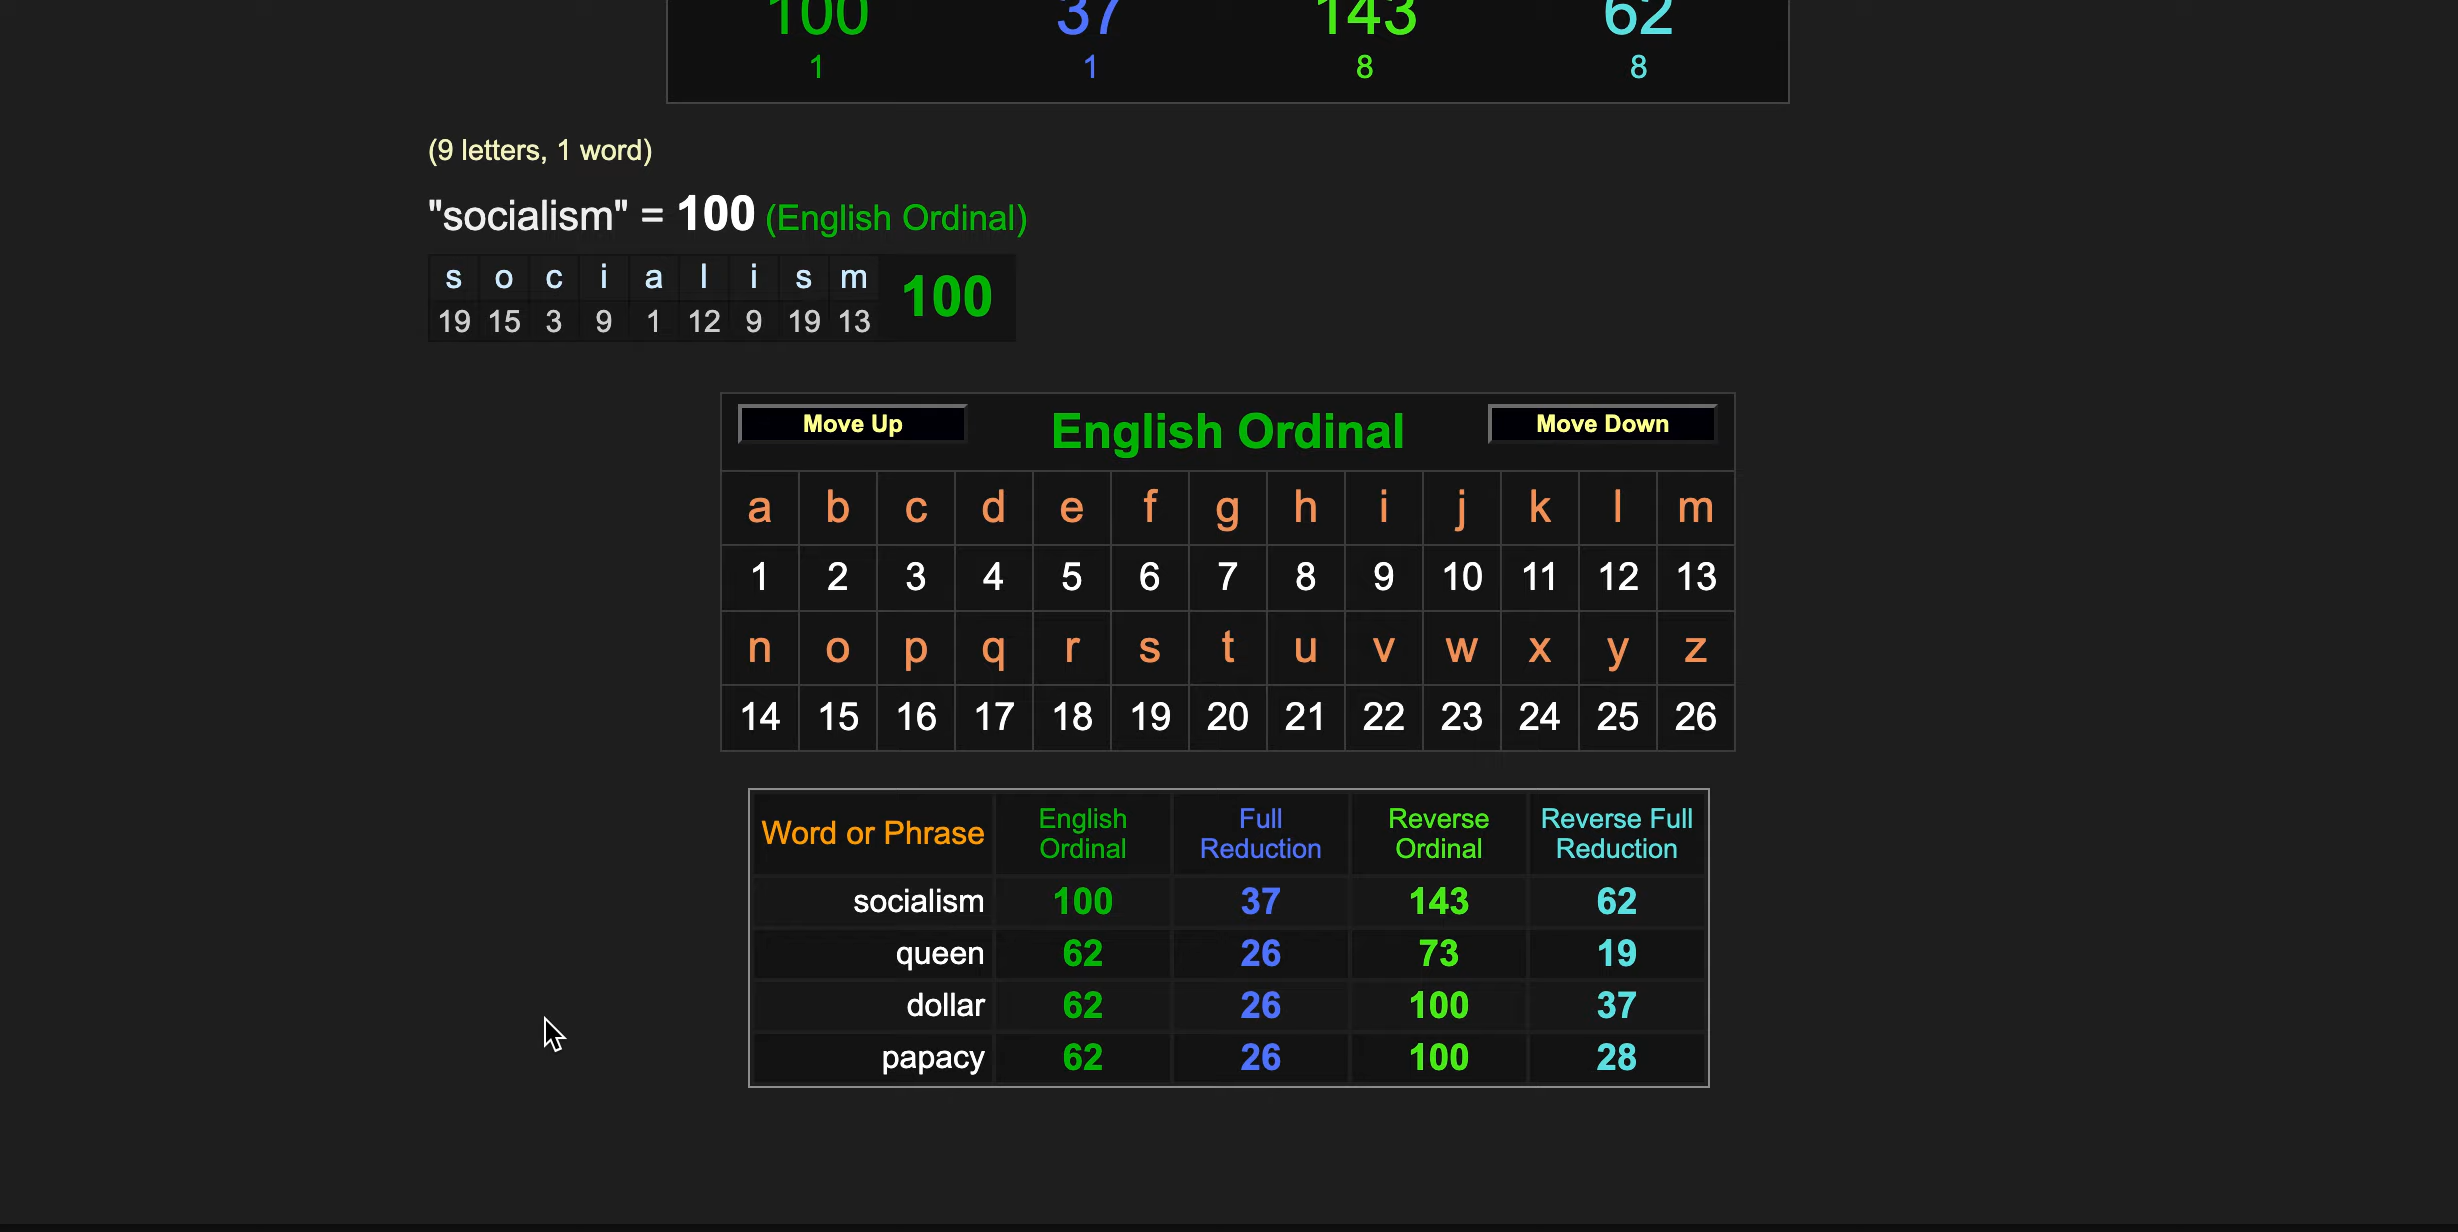 100 37 143 62
1 1 8 8
(9 letters, 1 word)
"socialism" = 100 (English Ordinal)
s o c i a l i s m 100
19 15 3 9 1 12 9 19 13
Move Up English Ordinal Move Down
a b c d e f g h i j k l m
1 2 3 4 5 6 7 8 9 10 11 12 13
n o p q r s t u v w x y z
14 15 16 17 18 19 20 21 22 23 24 25 26
Word or Phrase English Ordinal Full Reduction Reverse Ordinal Reverse Full Reduction
socialism 100 37 143 62
queen 62 26 73 19
dollar 62 26 100 37
papacy 62 26 100 28